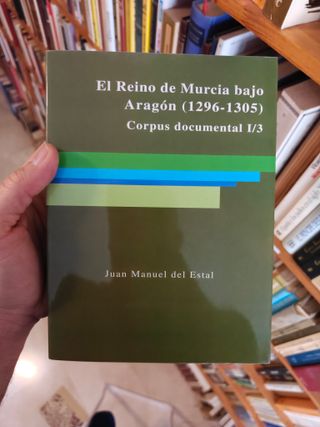 El Reino de Murcia bajo
Aragón (1296-1305)
Corpus documental I/3
Juan Manuel del Estal